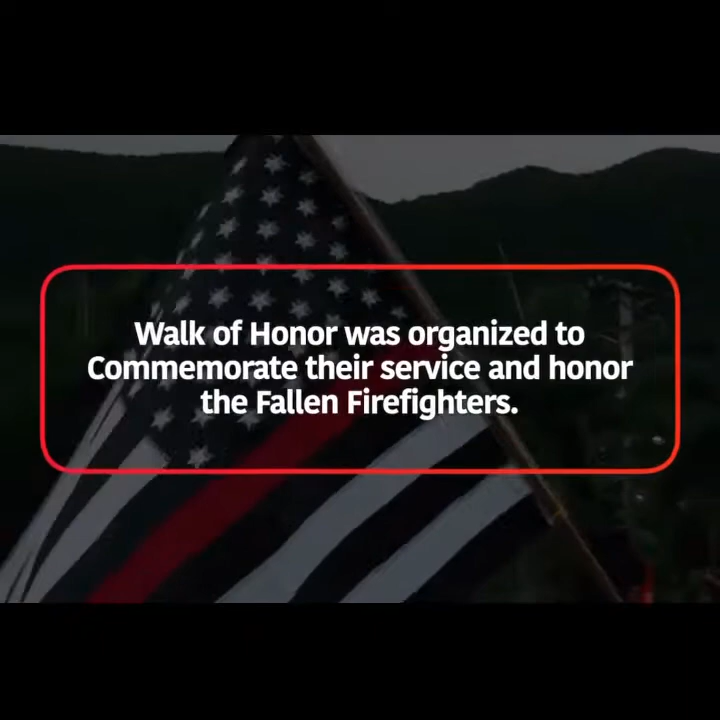 Walk of Honor was organized to
Commemorate their service and honor
the Fallen Firefighters.